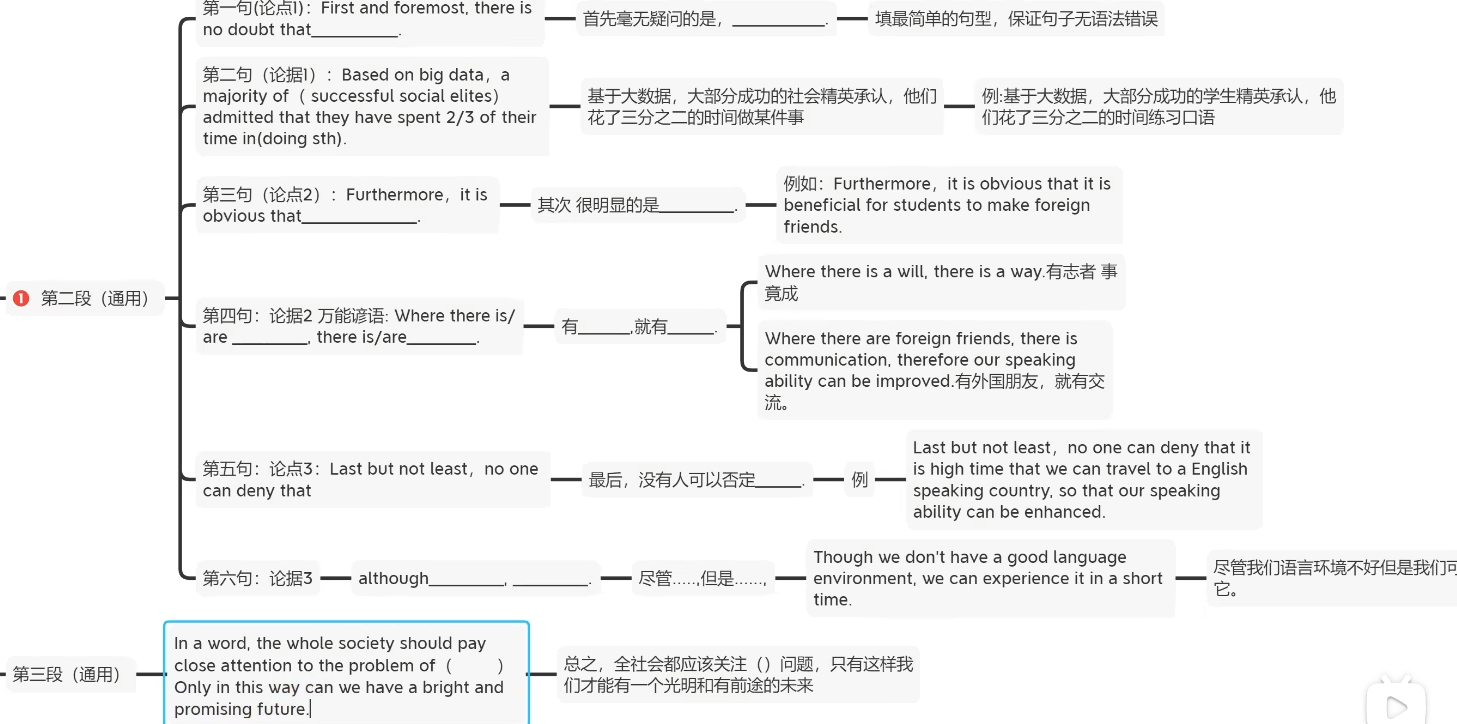 第一句(论点1)：First and foremost, there is
no doubt that__________.
首先毫无疑问的是，___________.
填最简单的句型，保证句子无语法错误
第二句（论据1）：Based on big data，a
majority of（ successful social elites）
admitted that they have spent 2/3 of their
time in(doing sth).
基于大数据，大部分成功的社会精英承认，他们
花了三分之二的时间做某件事
例:基于大数据，大部分成功的学生精英承认，他
们花了三分之二的时间练习口语
第三句（论点2）：Furthermore，it is
obvious that_____________.
其次 很明显的是_________.
例如：Furthermore，it is obvious that it is
beneficial for students to make foreign
friends.
❶ 第二段（通用）
第四句：论据2 万能谚语: Where there is/
are _________, there is/are________.
有______,就有______.
Where there is a will, there is a way.有志者 事
竟成
Where there are foreign friends, there is
communication, therefore our speaking
ability can be improved.有外国朋友，就有交
流。
第五句：论点3：Last but not least，no one
can deny that
最后，没有人可以否定______.
例
Last but not least，no one can deny that it
is high time that we can travel to a English
speaking country, so that our speaking
ability can be enhanced.
第六句：论据3
although_________, _________.
尽管.....,但是......,
Though we don't have a good language
environment, we can experience it in a short
time.
尽管我们语言环境不好但是我们可
它。
第三段（通用）
In a word, the whole society should pay
close attention to the problem of（ ）
Only in this way can we have a bright and
promising future.
总之，全社会都应该关注（）问题，只有这样我
们才能有一个光明和有前途的未来